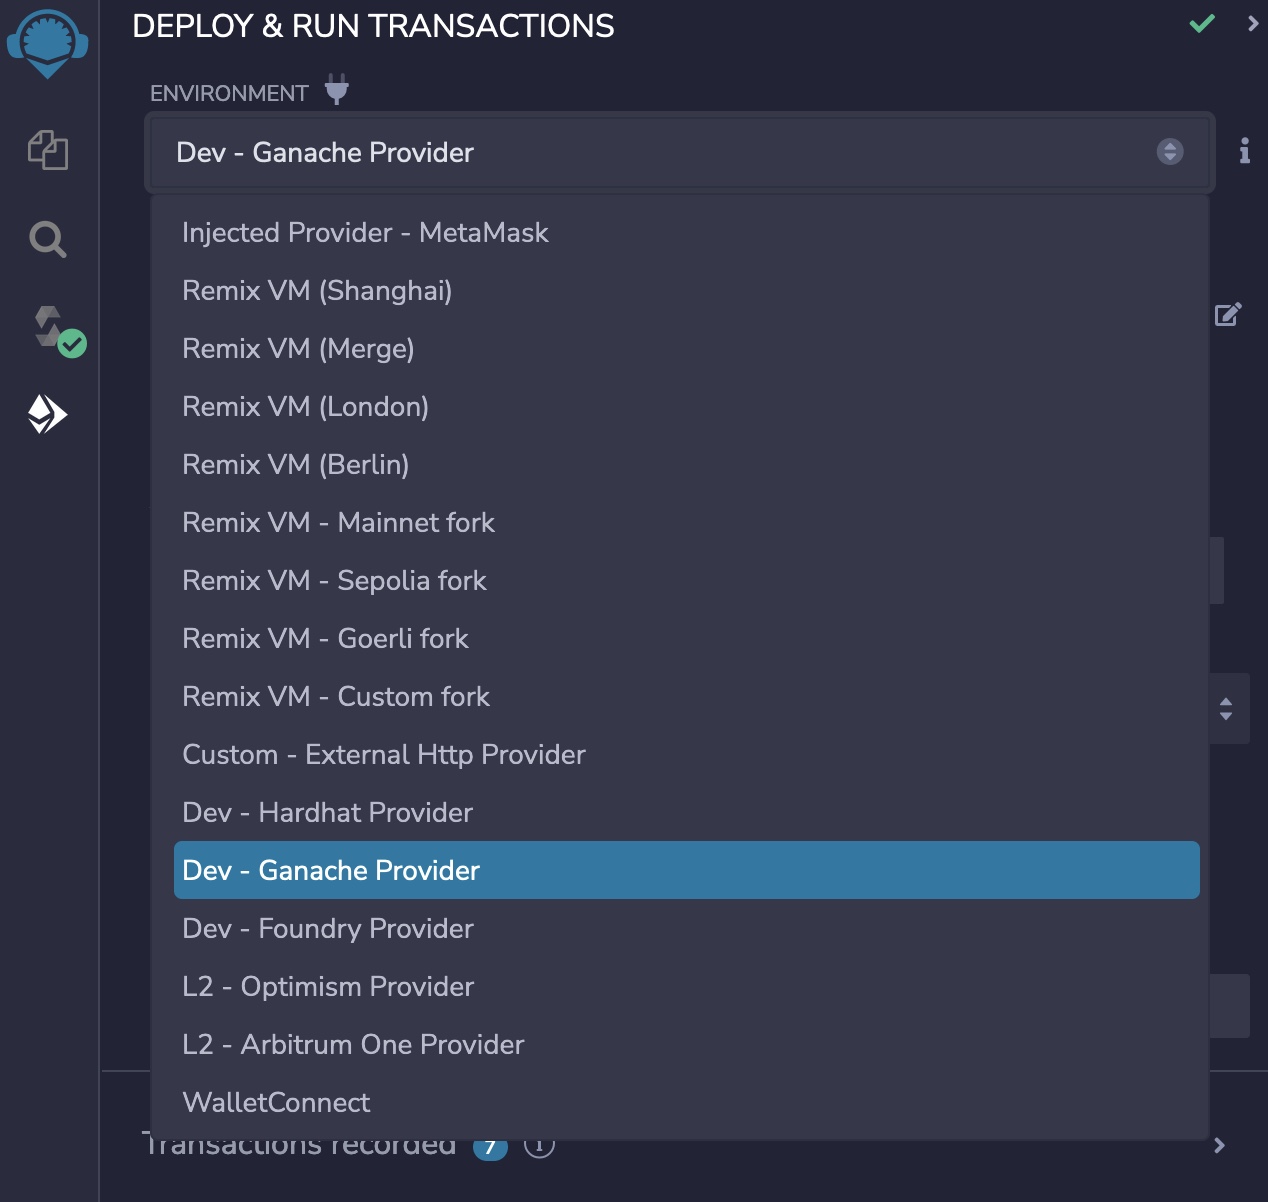 DEPLOY & RUN TRANSACTIONS
ENVIRONMENT
Dev - Ganache Provider
Injected Provider - MetaMask
Remix VM (Shanghai)
Remix VM (Merge)
Remix VM (London)
Remix VM (Berlin)
Remix VM - Mainnet fork
Remix VM - Sepolia fork
Remix VM - Goerli fork
Remix VM - Custom fork
Custom - External Http Provider
Dev - Hardhat Provider
Dev - Ganache Provider
Dev - Foundry Provider
L2 - Optimism Provider
L2 - Arbitrum One Provider
WalletConnect
Transactions recorded 7